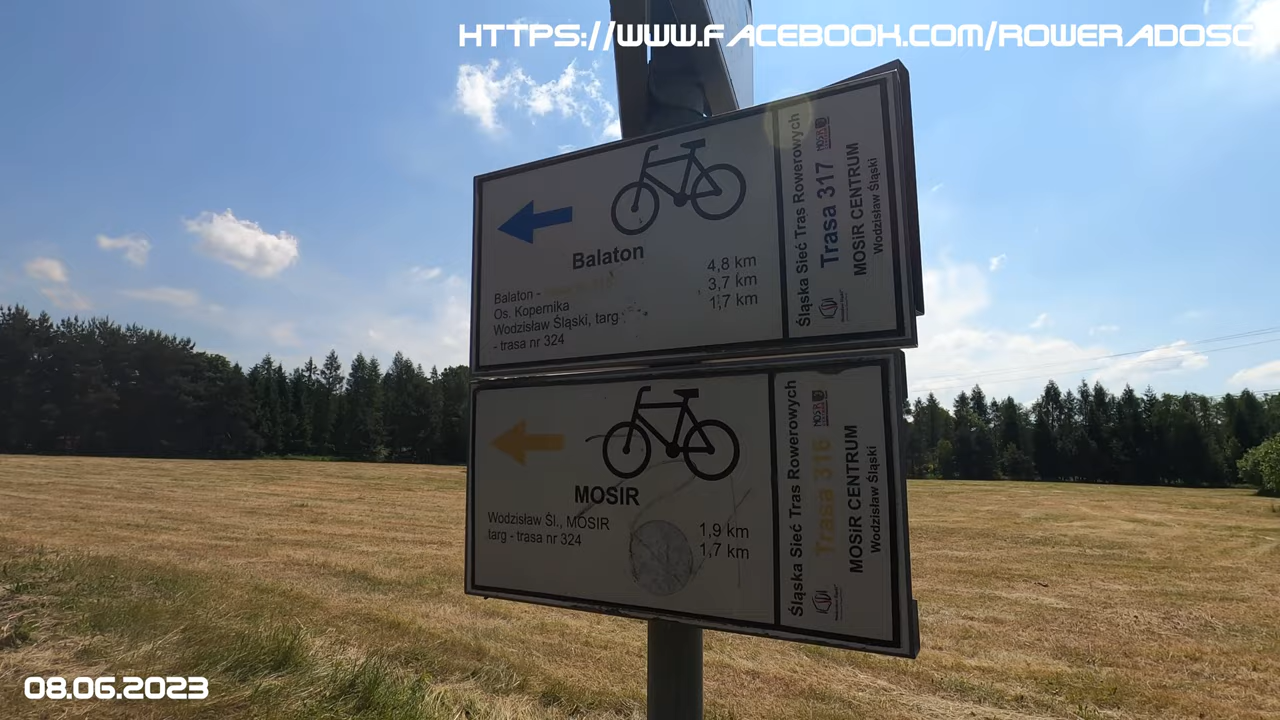 HTTPS://WWW.FACEBOOK.COM/ROWERADOSC
Balaton
Balaton -
4,8 km
Os. Kopernika
3,7 km
Wodzisław Śląski, targ
1,7 km
- trasa nr 324
Śląska Sieć Tras Rowerowych
Trasa 317
MOSiR
MOSiR CENTRUM
Wodzisław Śląski
MOSIR
Wodzisław Śl., MOSIR
1,9 km
targ - trasa nr 324
1,7 km
Śląska Sieć Tras Rowerowych
Trasa 316
MOSiR
MOSiR CENTRUM
Wodzisław Śląski
08.06.2023